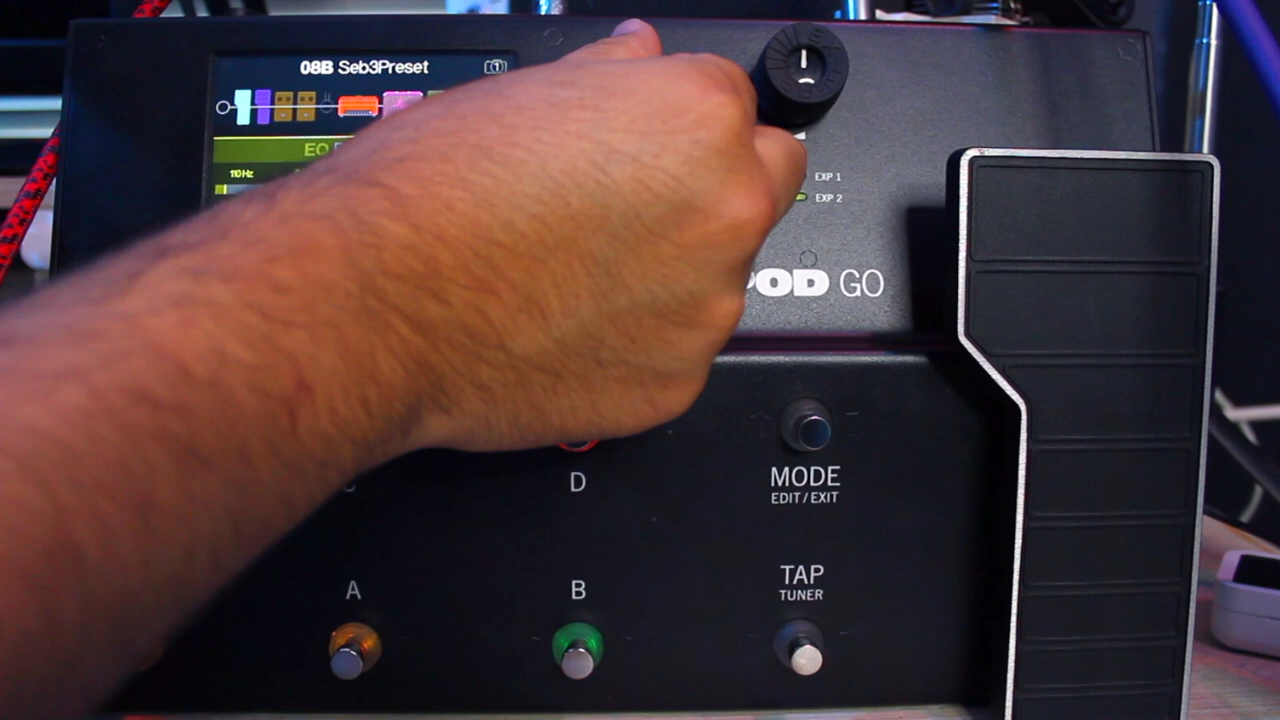 08B Seb3Preset
1
EQ
110Hz
EXP 1
EXP 2
POD GO
D
MODE
EDIT / EXIT
TAP
TUNER
A
B